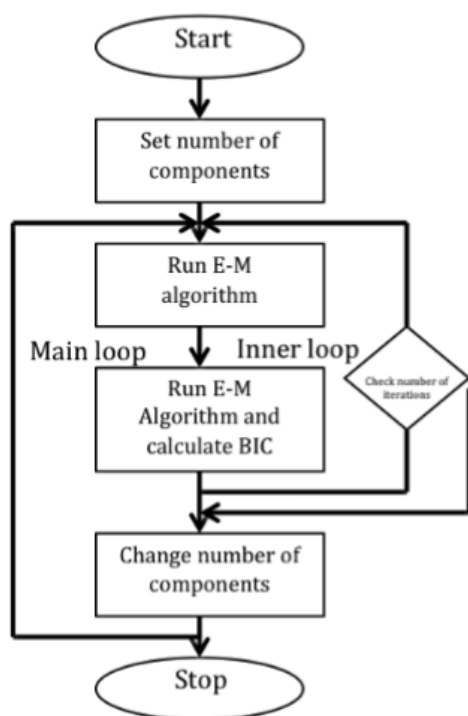 Start
Set number of
components
Run E-M
algorithm
Main loop
Inner loop
Check number of
iterations
Run E-M
Algorithm and
calculate BIC
Change number of
components
Stop